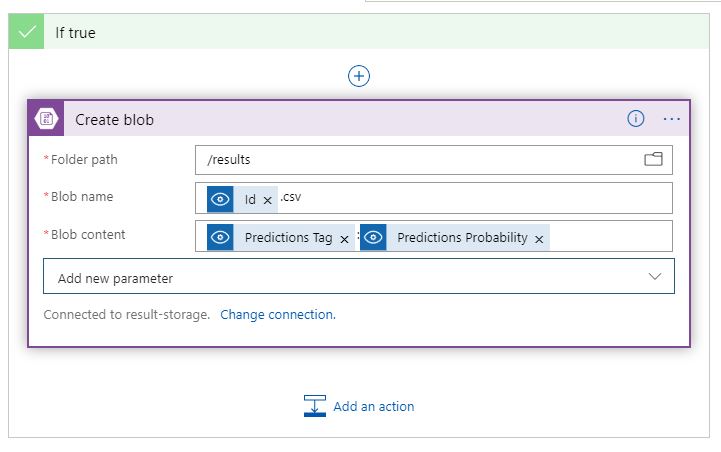 If true
Create blob
* Folder path /results
* Blob name Id × .csv
* Blob content Predictions Tag × : Predictions Probability ×
Add new parameter
Connected to result-storage. Change connection.
Add an action